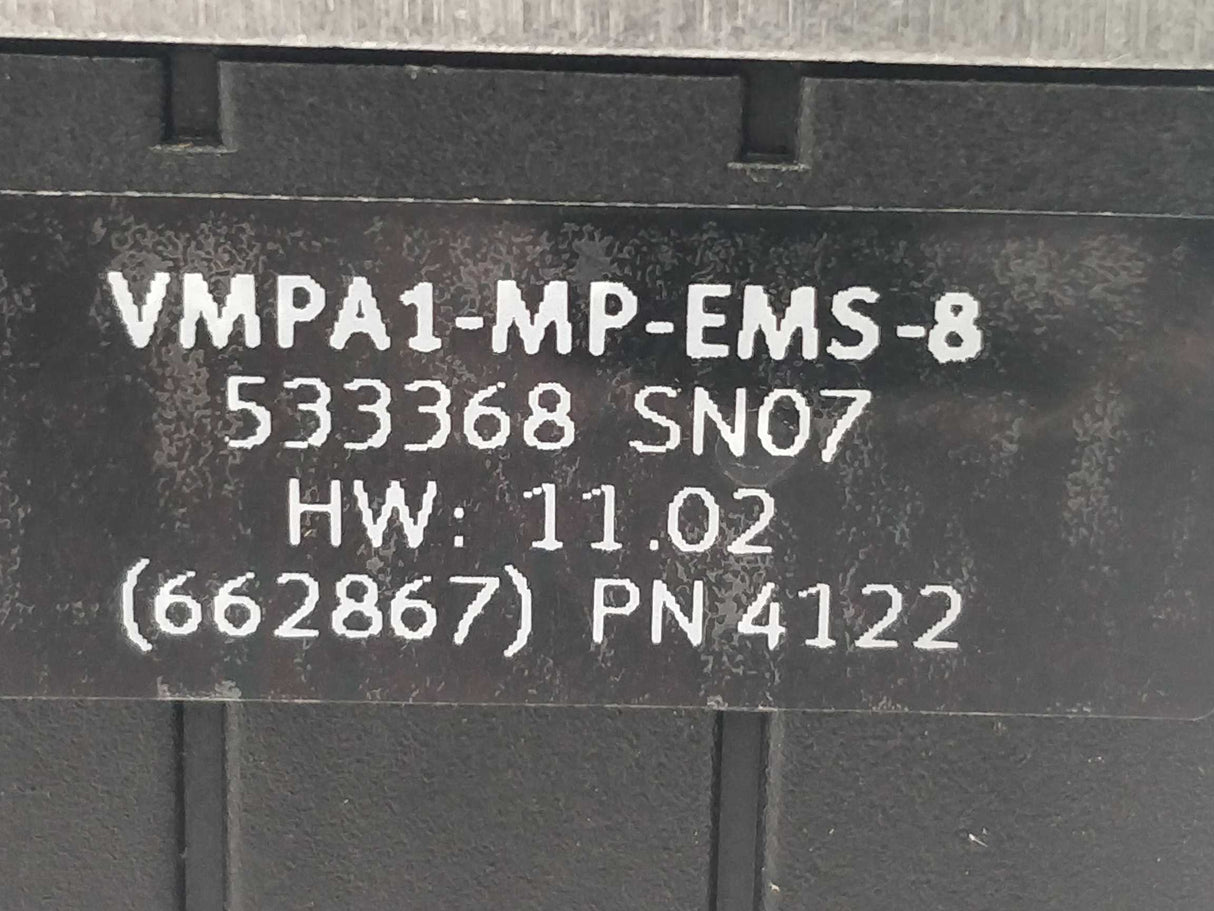 VMPA1-MP-EMS-8
533368 SN07
HW: 11.02
(662867) PN 4122